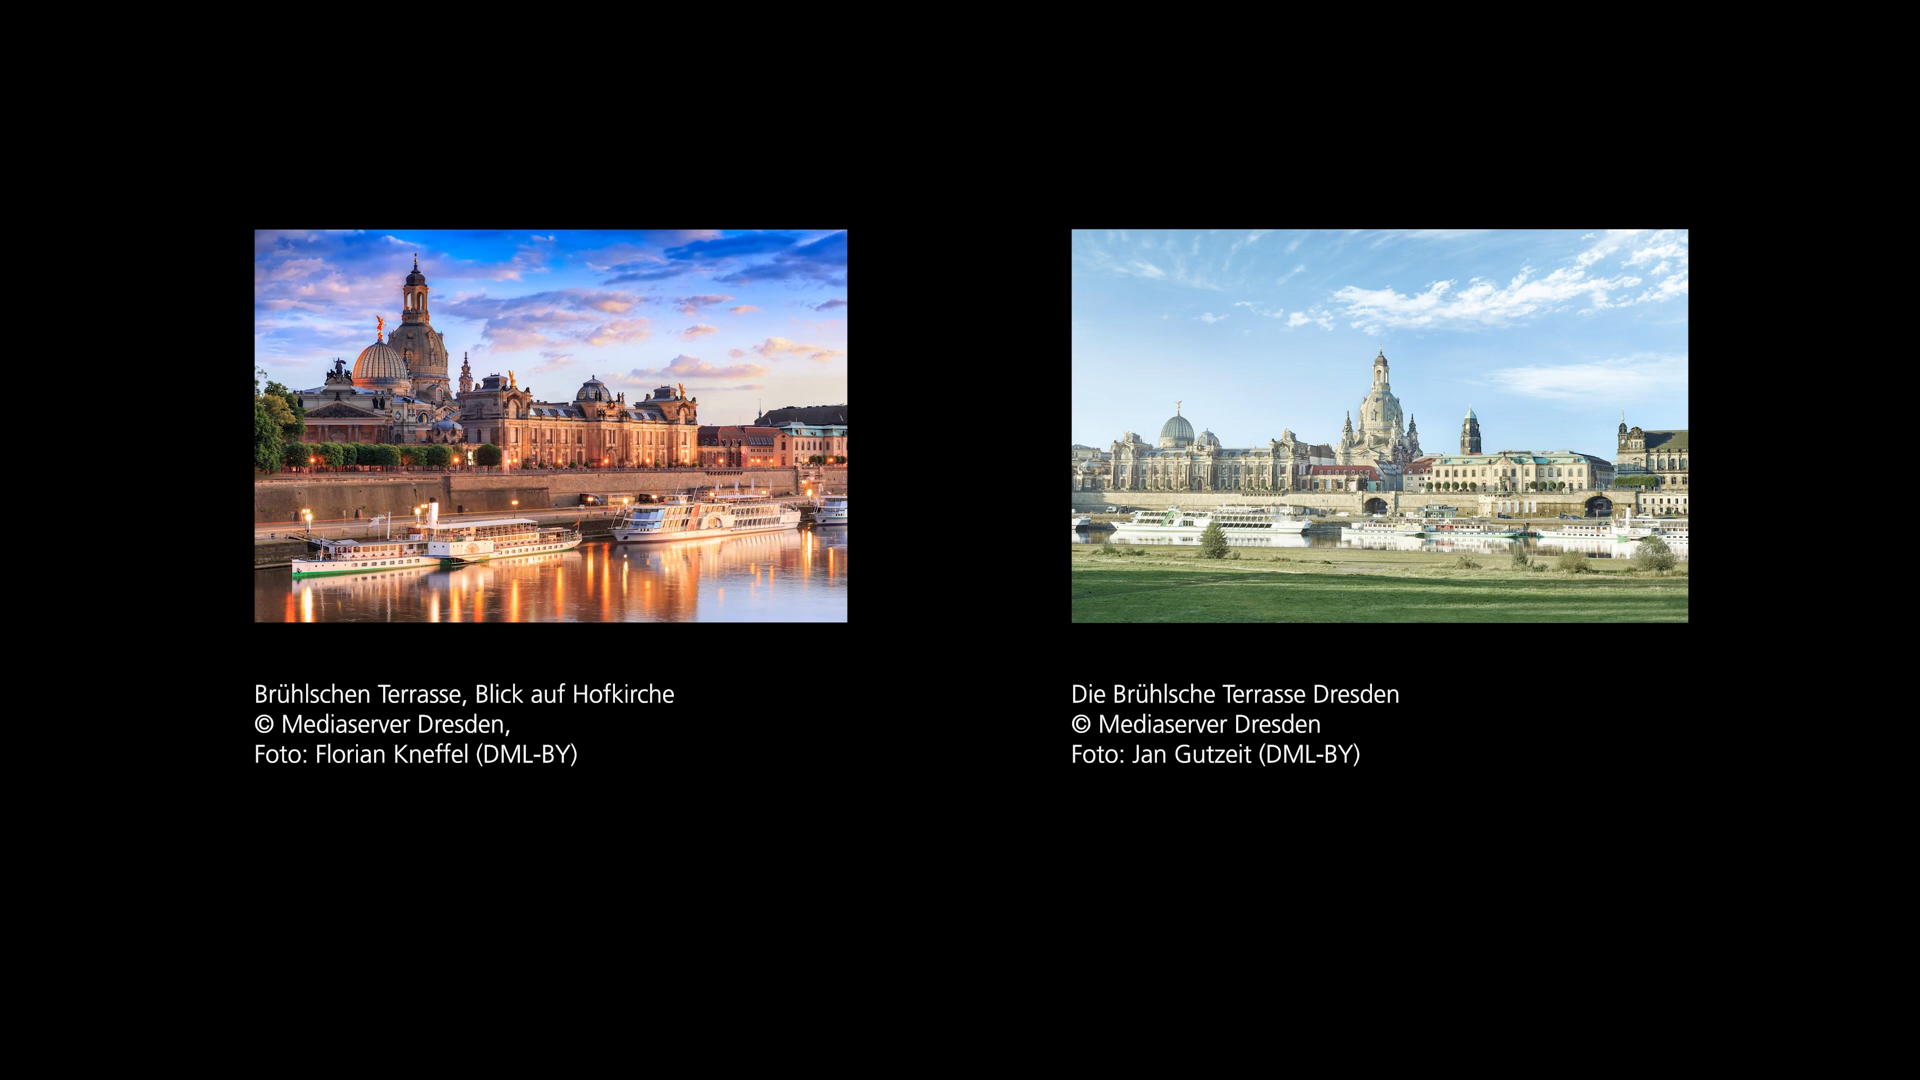 Brühlschen Terrasse, Blick auf Hofkirche
© Mediaserver Dresden,
Foto: Florian Kneffel (DML-BY)
Die Brühlsche Terrasse Dresden
© Mediaserver Dresden
Foto: Jan Gutzeit (DML-BY)